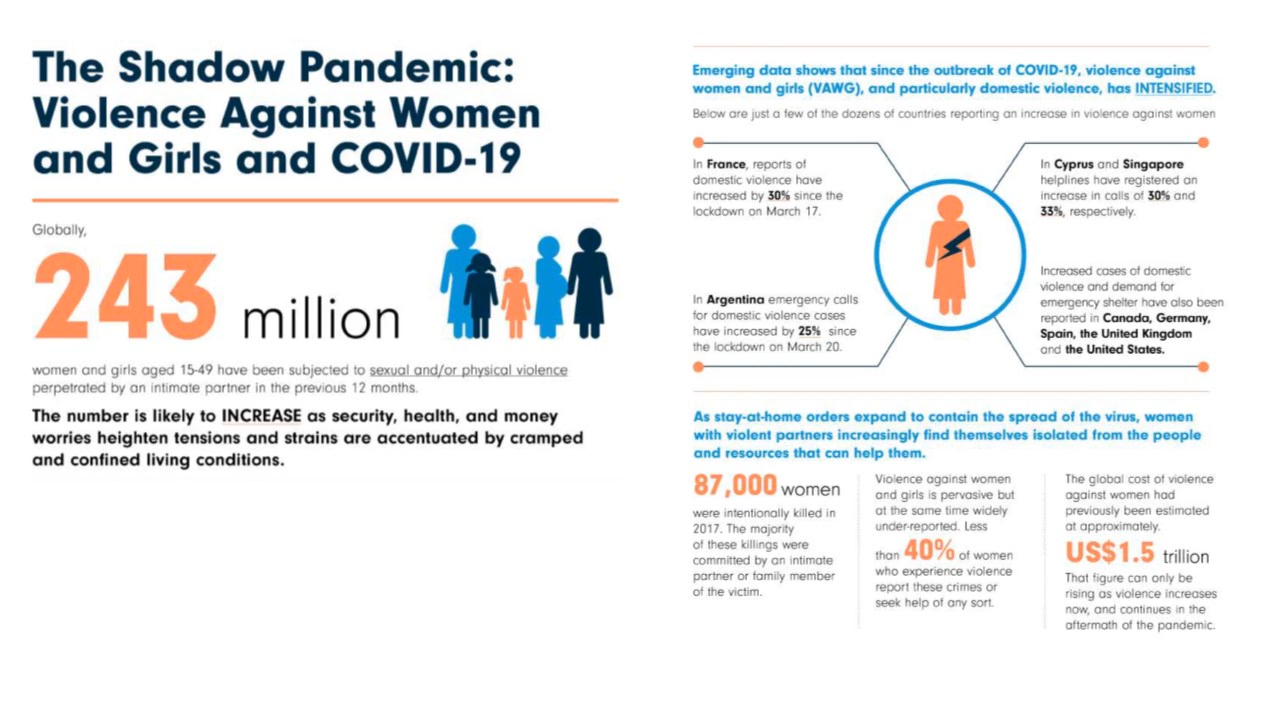 The Shadow Pandemic:
Violence Against Women
and Girls and COVID-19
Globally,
243 million
women and girls aged 15-49 have been subjected to sexual and/or physical violence
perpetrated by an intimate partner in the previous 12 months.
The number is likely to INCREASE as security, health, and money
worries heighten tensions and strains are accentuated by cramped
and confined living conditions.
Emerging data shows that since the outbreak of COVID-19, violence against
women and girls (VAWG), and particularly domestic violence, has INTENSIFIED.
Below are just a few of the dozens of countries reporting an increase in violence against women
In France, reports of
domestic violence have
increased by 30% since the
lockdown on March 17.
In Cyprus and Singapore
helplines have registered an
increase in calls of 30% and
33%, respectively.
In Argentina emergency calls
for domestic violence cases
have increased by 25% since
the lockdown on March 20.
Increased cases of domestic
violence and demand for
emergency shelter have also been
reported in Canada, Germany,
Spain, the United Kingdom
and the United States.
As stay-at-home orders expand to contain the spread of the virus, women
with violent partners increasingly find themselves isolated from the people
and resources that can help them.
87,000 women
were intentionally killed in
2017. The majority
of these killings were
committed by an intimate
partner or family member
of the victim.
Violence against women
and girls is pervasive but
at the same time widely
under-reported. Less
than 40% of women
who experience violence
report these crimes or
seek help of any sort.
The global cost of violence
against women had
previously been estimated
at approximately.
US$1.5 trillion
That figure can only be
rising as violence increases
now, and continues in the
aftermath of the pandemic.